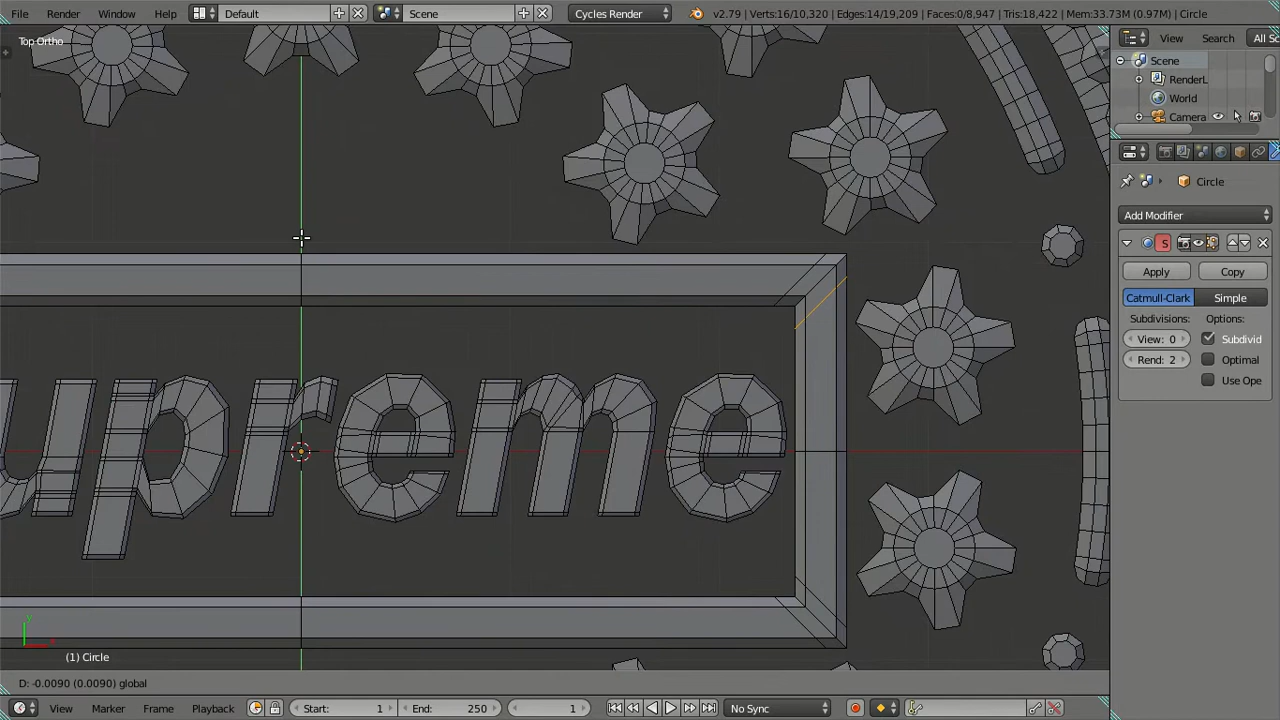 File Render Window Help Default Scene Cycles Render v2.79 | Verts:16/10,320 | Edges:14/19,209 | Faces:0/8,947 | Tris:18,422 | Mem:33.73M (0.97M) | Circle
Top Ortho
View Search All Sc
Scene
RenderL
World
Camera
Circle
Add Modifier
S
Apply Copy
Catmull-Clark Simple
Subdivisions: Options:
View: 0 Subdivid
Rend: 2 Optimal
Use Ope
upreme
y
x
(1) Circle
D: -0.0090 (0.0090) global
View Marker Frame Playback Start: 1 End: 250 1 No Sync